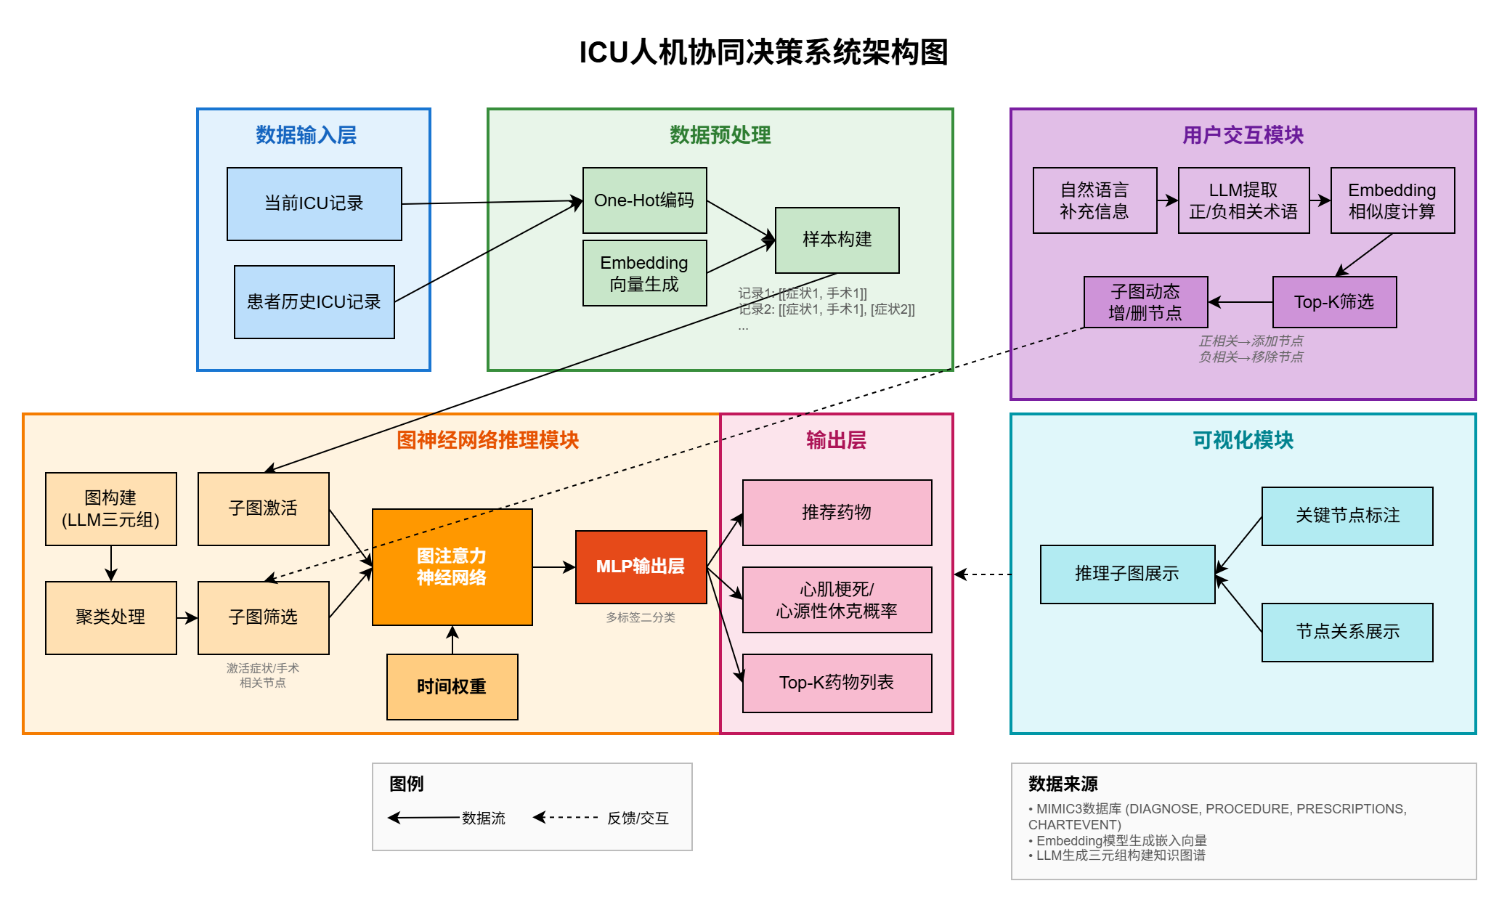 ICU人机协同决策系统架构图
数据输入层
当前ICU记录
患者历史ICU记录
数据预处理
One-Hot编码
Embedding
向量生成
样本构建
记录1: [[症状1, 手术1]]
记录2: [[症状1, 手术1], [症状2]]
...
用户交互模块
自然语言
补充信息
LLM提取
正/负相关术语
Embedding
相似度计算
子图动态
增/删节点
Top-K筛选
正相关→添加节点
负相关→移除节点
图神经网络推理模块
图构建
(LLM三元组)
子图激活
聚类处理
子图筛选
激活症状/手术
相关节点
图注意力
神经网络
时间权重
MLP输出层
多标签二分类
输出层
推荐药物
心肌梗死/
心源性休克概率
Top-K药物列表
可视化模块
关键节点标注
推理子图展示
节点关系展示
图例
数据流
反馈/交互
数据来源
• MIMIC3数据库 (DIAGNOSE, PROCEDURE, PRESCRIPTIONS,
CHARTEVENT)
• Embedding模型生成嵌入向量
• LLM生成三元组构建知识图谱